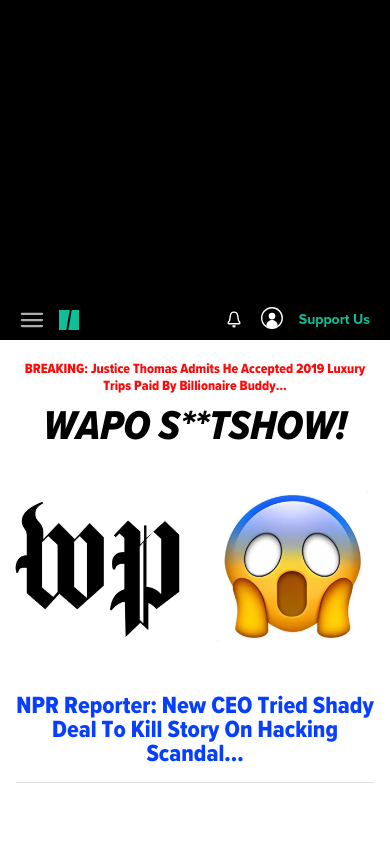 Support Us
BREAKING: Justice Thomas Admits He Accepted 2019 Luxury
Trips Paid By Billionaire Buddy...
WAPO S**TSHOW!
wp
NPR Reporter: New CEO Tried Shady
Deal To Kill Story On Hacking
Scandal...